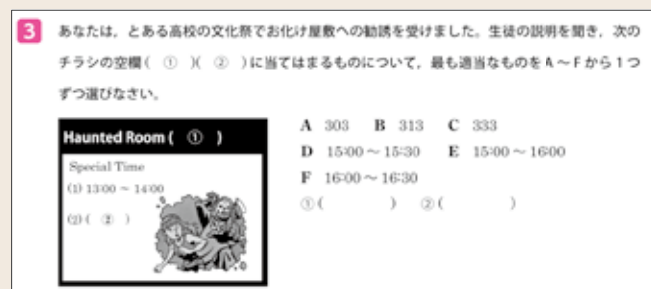 3 あなたは，とある高校の文化祭でお化け屋敷への勧誘を受けました。生徒の説明を聞き，次の
チラシの空欄( ① )( ② )に当てはまるものについて，最も適当なものをA～Fから1つ
ずつ選びなさい。
Haunted Room ( ① )
Special Time
(1) 13:00 ~ 14:00
(2) ( ② )
A 303 B 313 C 333
D 15:00 ～ 15:30 E 15:00 ～ 16:00
F 16:00 ～ 16:30
①( ) ②( )